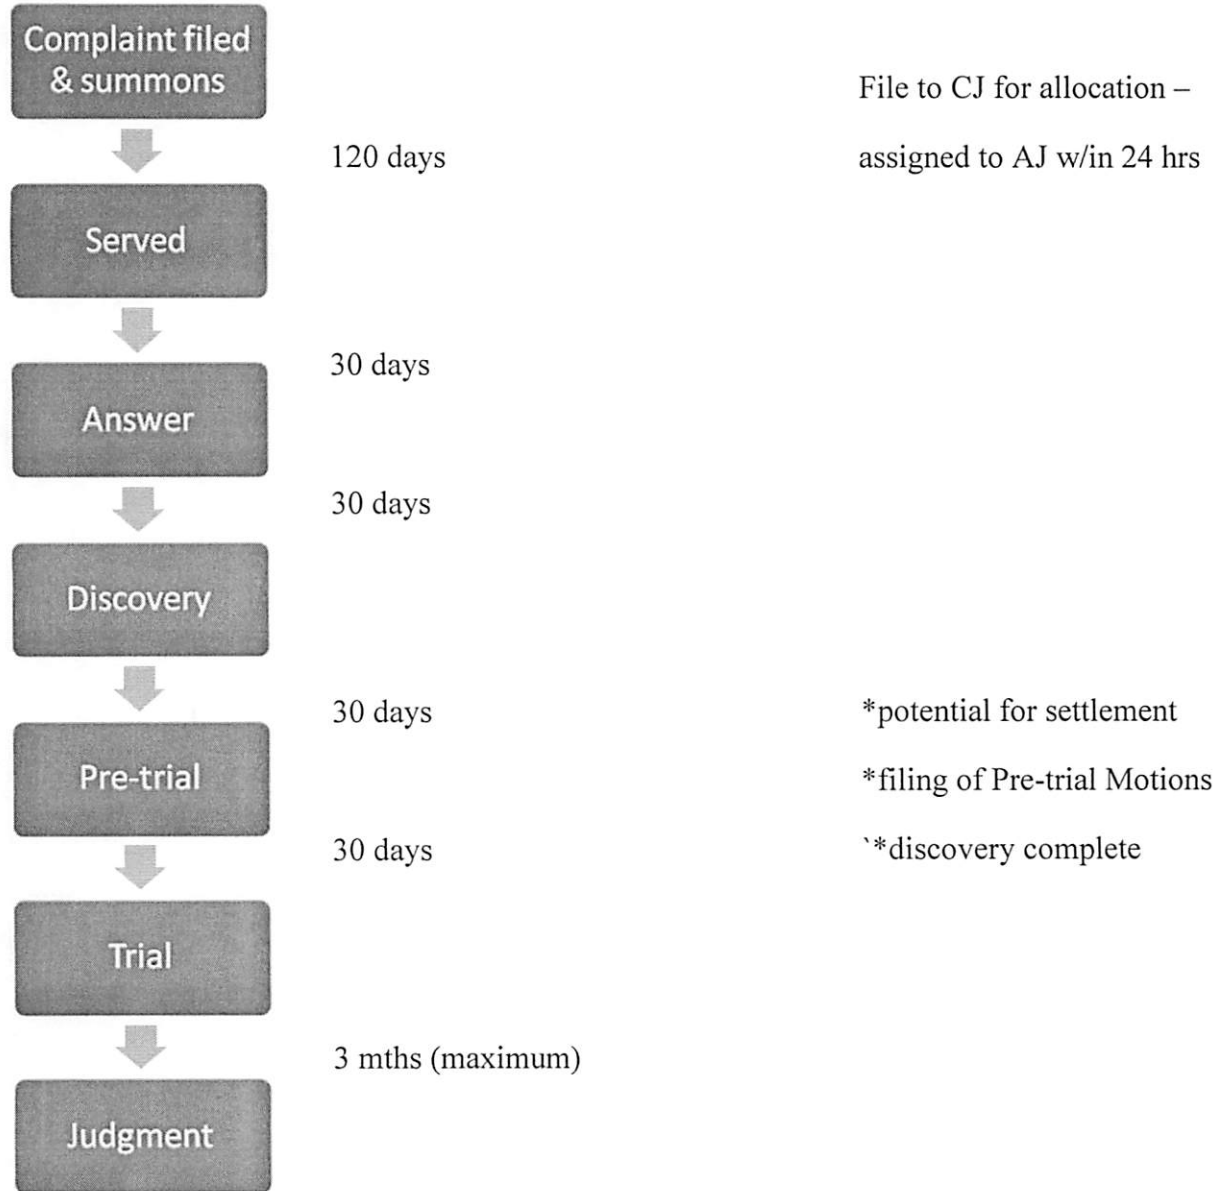 Complaint filed
& summons
File to CJ for allocation –
120 days
assigned to AJ w/in 24 hrs
Served
30 days
Answer
30 days
Discovery
30 days
*potential for settlement
Pre-trial
*filing of Pre-trial Motions
30 days
`*discovery complete
Trial
3 mths (maximum)
Judgment